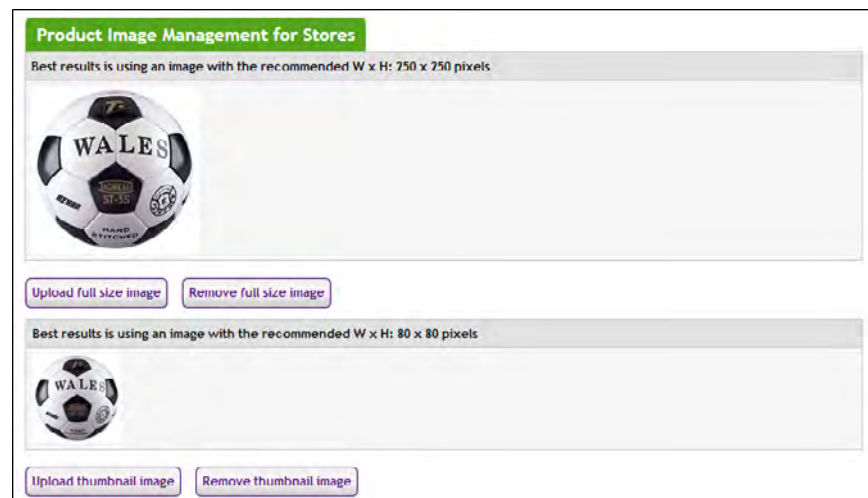 Product Image Management for Stores
Best results is using an image with the recommended W x H: 250 x 250 pixels
WALES
ST-5S
HAND
STITCHED
Upload full size image
Remove full size image
Best results is using an image with the recommended W x H: 80 x 80 pixels
WALES
Upload thumbnail image
Remove thumbnail image